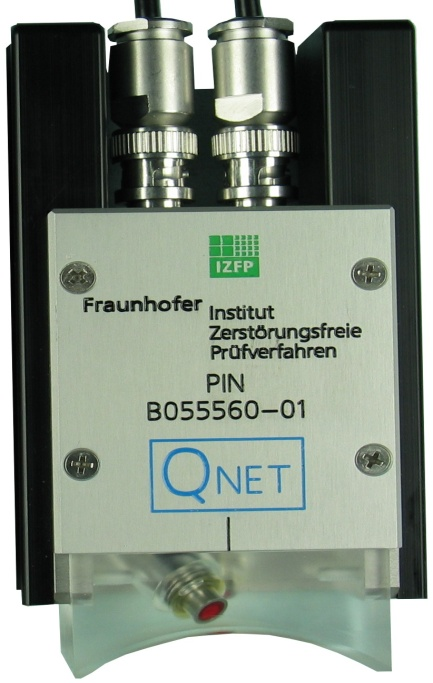 IZFP
Fraunhofer Institut
Zerstörungsfreie
Prüfverfahren
PIN
B055560-01
QNET